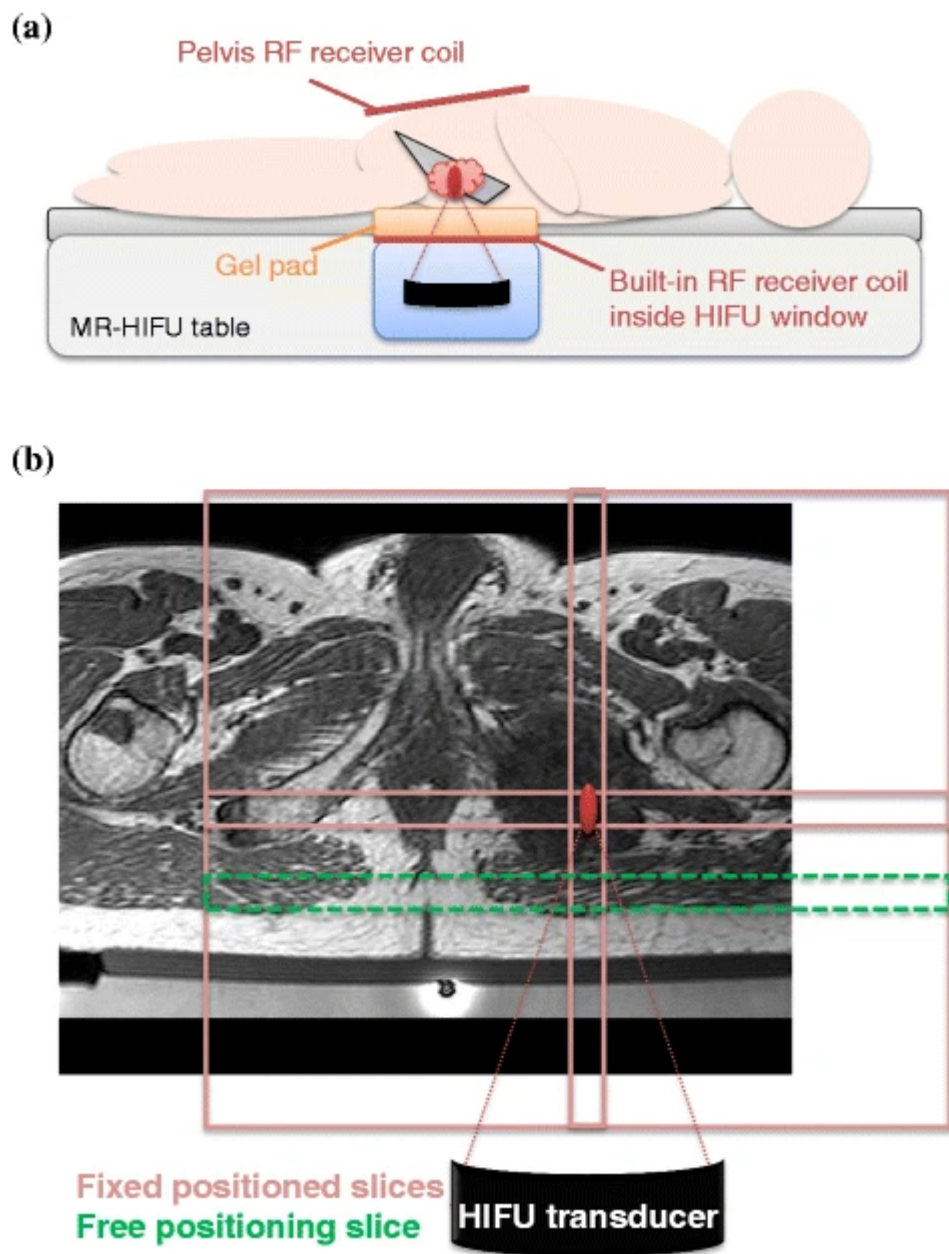 (a)
Pelvis RF receiver coil
Gel pad
Built-in RF receiver coil
inside HIFU window
MR-HIFU table
(b)
Fixed positioned slices
Free positioning slice
HIFU transducer